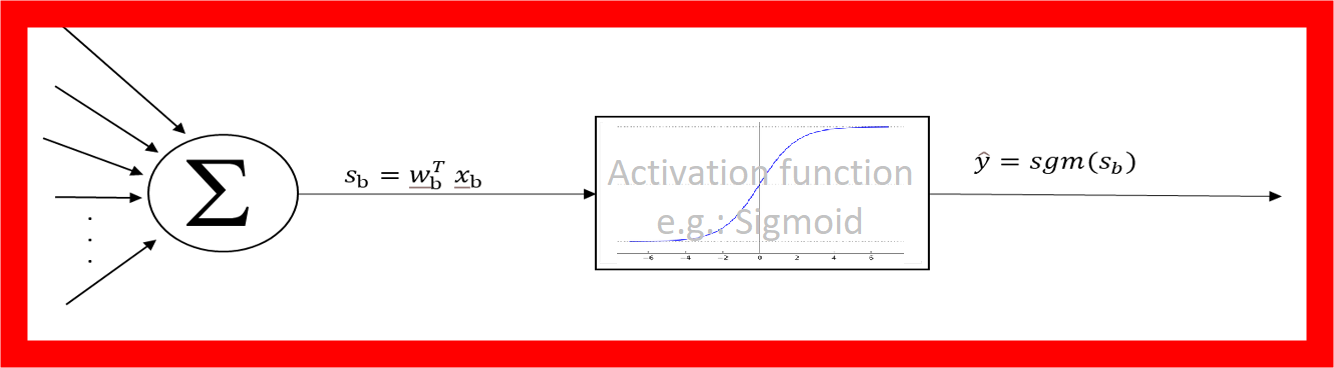 Σ
s_b = w_b^T x_b
Activation function
e.g.: Sigmoid
−6 −4 −2 0 2 4 6
ŷ = sgm(s_b)